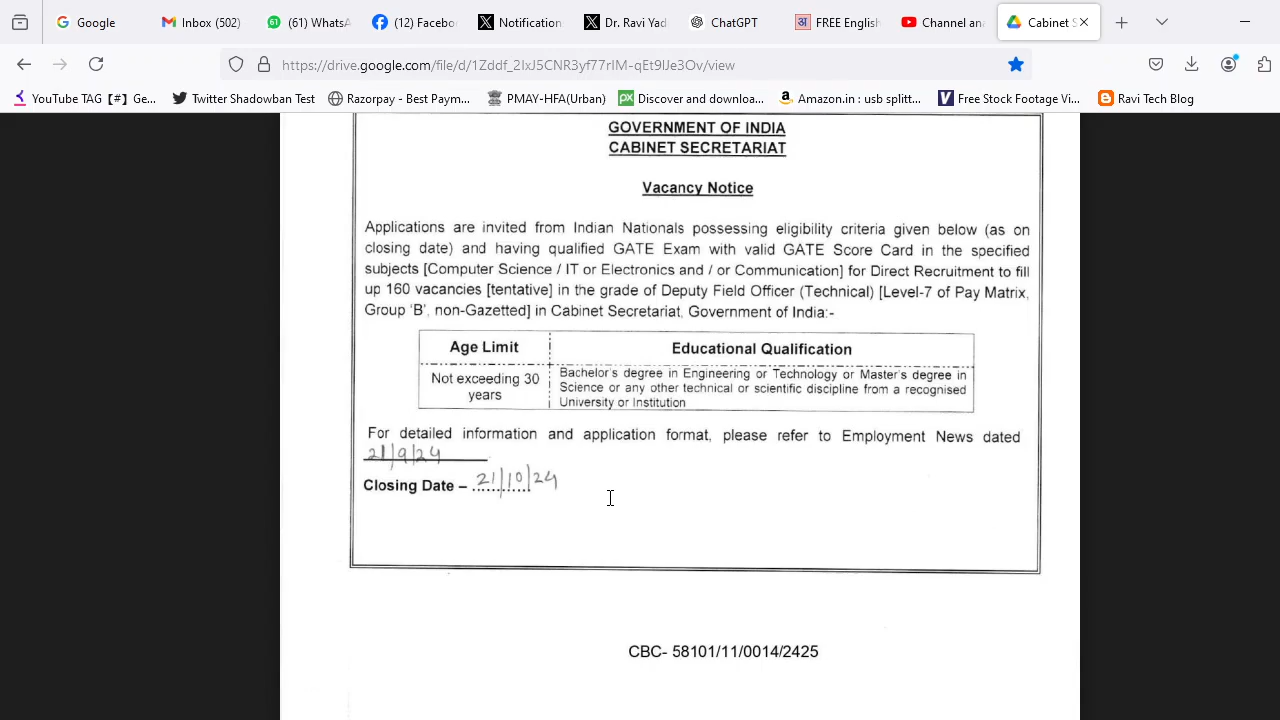 Google
Inbox (502)
(61) WhatsA
(12) Facebo
Notification
Dr. Ravi Yad
ChatGPT
FREE English
Channel an
Cabinet S
https://drive.google.com/file/d/1Zddf_2IxJ5CNR3yf77rIM-qEt9lJe3Ov/view
YouTube TAG【#】Ge...
Twitter Shadowban Test
Razorpay - Best Paym...
PMAY-HFA(Urban)
Discover and downloa...
Amazon.in : usb splitt...
Free Stock Footage Vi...
Ravi Tech Blog
GOVERNMENT OF INDIA
CABINET SECRETARIAT
Vacancy Notice
Applications are invited from Indian Nationals possessing eligibility criteria given below (as on
closing date) and having qualified GATE Exam with valid GATE Score Card in the specified
subjects [Computer Science / IT or Electronics and / or Communication] for Direct Recruitment to fill
up 160 vacancies [tentative] in the grade of Deputy Field Officer (Technical) [Level-7 of Pay Matrix,
Group 'B', non-Gazetted] in Cabinet Secretariat, Government of India:-
Age Limit
Educational Qualification
Not exceeding 30
years
Bachelor's degree in Engineering or Technology or Master's degree in
Science or any other technical or scientific discipline from a recognised
University or Institution
For detailed information and application format, please refer to Employment News dated
21/9/24
Closing Date – 21/10/24
CBC- 58101/11/0014/2425